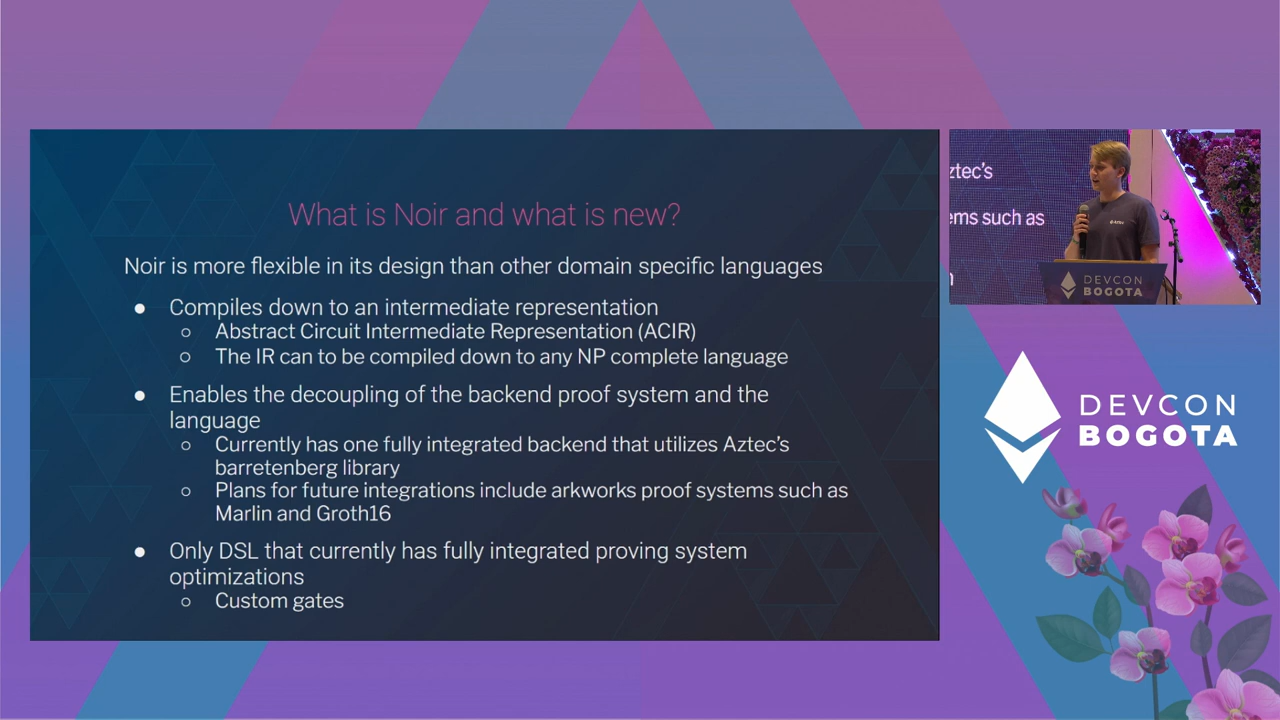 What is Noir and what is new?
Noir is more flexible in its design than other domain specific languages
● Compiles down to an intermediate representation
○ Abstract Circuit Intermediate Representation (ACIR)
○ The IR can to be compiled down to any NP complete language
● Enables the decoupling of the backend proof system and the
language
○ Currently has one fully integrated backend that utilizes Aztec's
barretenberg library
○ Plans for future integrations include arkworks proof systems such as
Marlin and Groth16
● Only DSL that currently has fully integrated proving system
optimizations
○ Custom gates
ztec's
ems such as
DEVCON
BOGOTA
DEVCON
BOGOTA